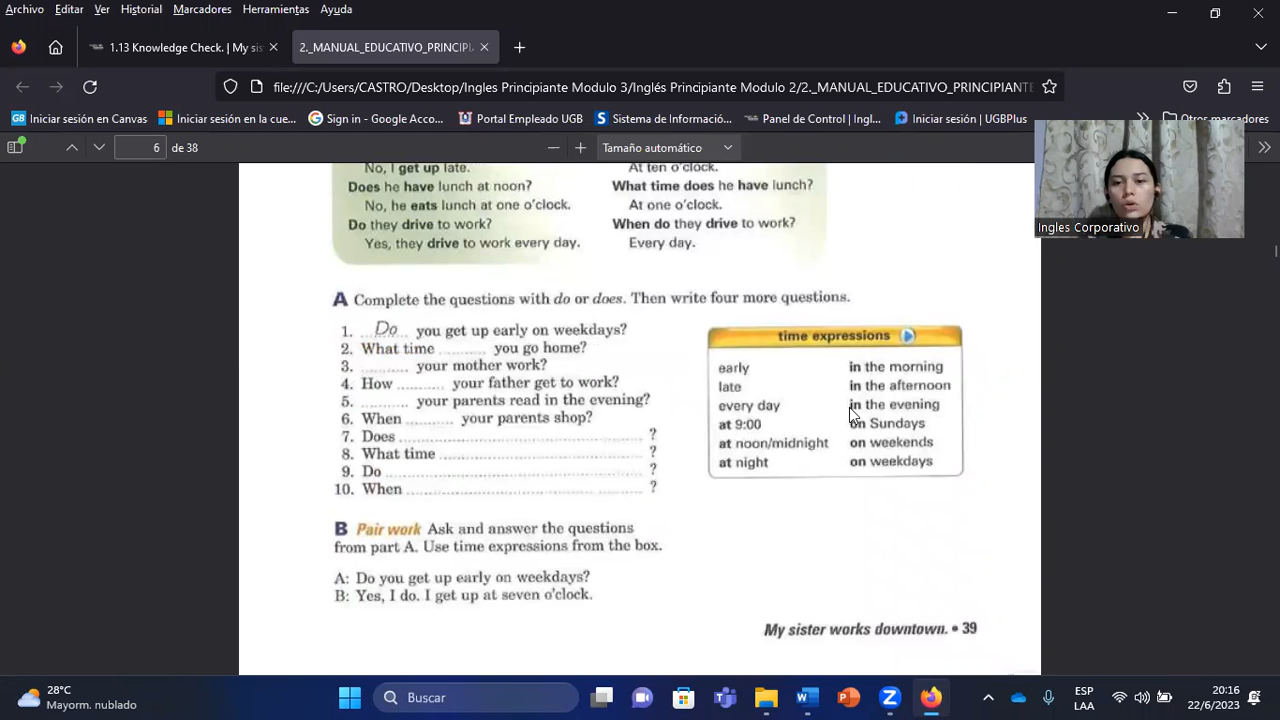 Archivo Editar Ver Historial Marcadores Herramientas Ayuda
1.13 Knowledge Check. | My sis
2._MANUAL_EDUCATIVO_PRINCIPI
file:///C:/Users/CASTRO/Desktop/Ingles Principiante Modulo 3/Inglés Principiante Modulo 2/2._MANUAL_EDUCATIVO_PRINCIPIANTE
Iniciar sesión en Canvas Iniciar sesión en la cue... Sign in - Google Acco... Portal Empleado UGB Sistema de Informació... Panel de Control | Ingl... Iniciar sesión | UGBPlus Otros marcadores
6 de 38 Tamaño automático
Ingles Corporativo
No, I get up late.
Does he have lunch at noon?
No, he eats lunch at one o'clock.
Do they drive to work?
Yes, they drive to work every day.
At ten o'clock.
What time does he have lunch?
At one o'clock.
When do they drive to work?
Every day.
A Complete the questions with do or does. Then write four more questions.
1. Do you get up early on weekdays?
2. What time ........ you go home?
3. ........ your mother work?
4. How ........ your father get to work?
5. ........ your parents read in the evening?
6. When ........ your parents shop?
7. Does ........ ?
8. What time ........ ?
9. Do ........ ?
10. When ........ ?
time expressions
early in the morning
late in the afternoon
every day in the evening
at 9:00 on Sundays
at noon/midnight on weekends
at night on weekdays
B Pair work Ask and answer the questions
from part A. Use time expressions from the box.
A: Do you get up early on weekdays?
B: Yes, I do. I get up at seven o'clock.
My sister works downtown. • 39
28°C
Mayorm. nublado
Buscar
ESP
LAA
20:16
22/6/2023